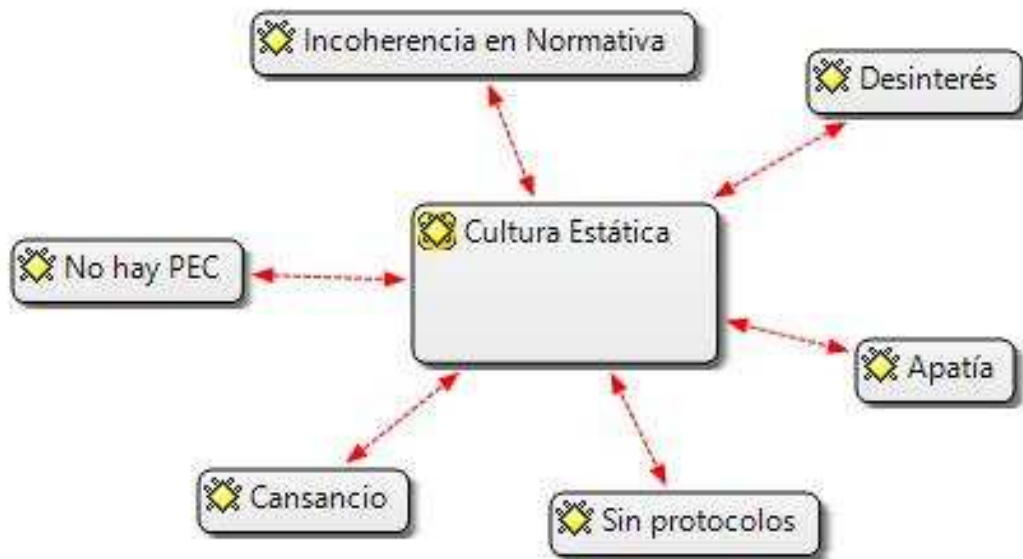 Incoherencia en Normativa
Desinterés
Cultura Estática
No hay PEC
Apatía
Cansancio
Sin protocolos